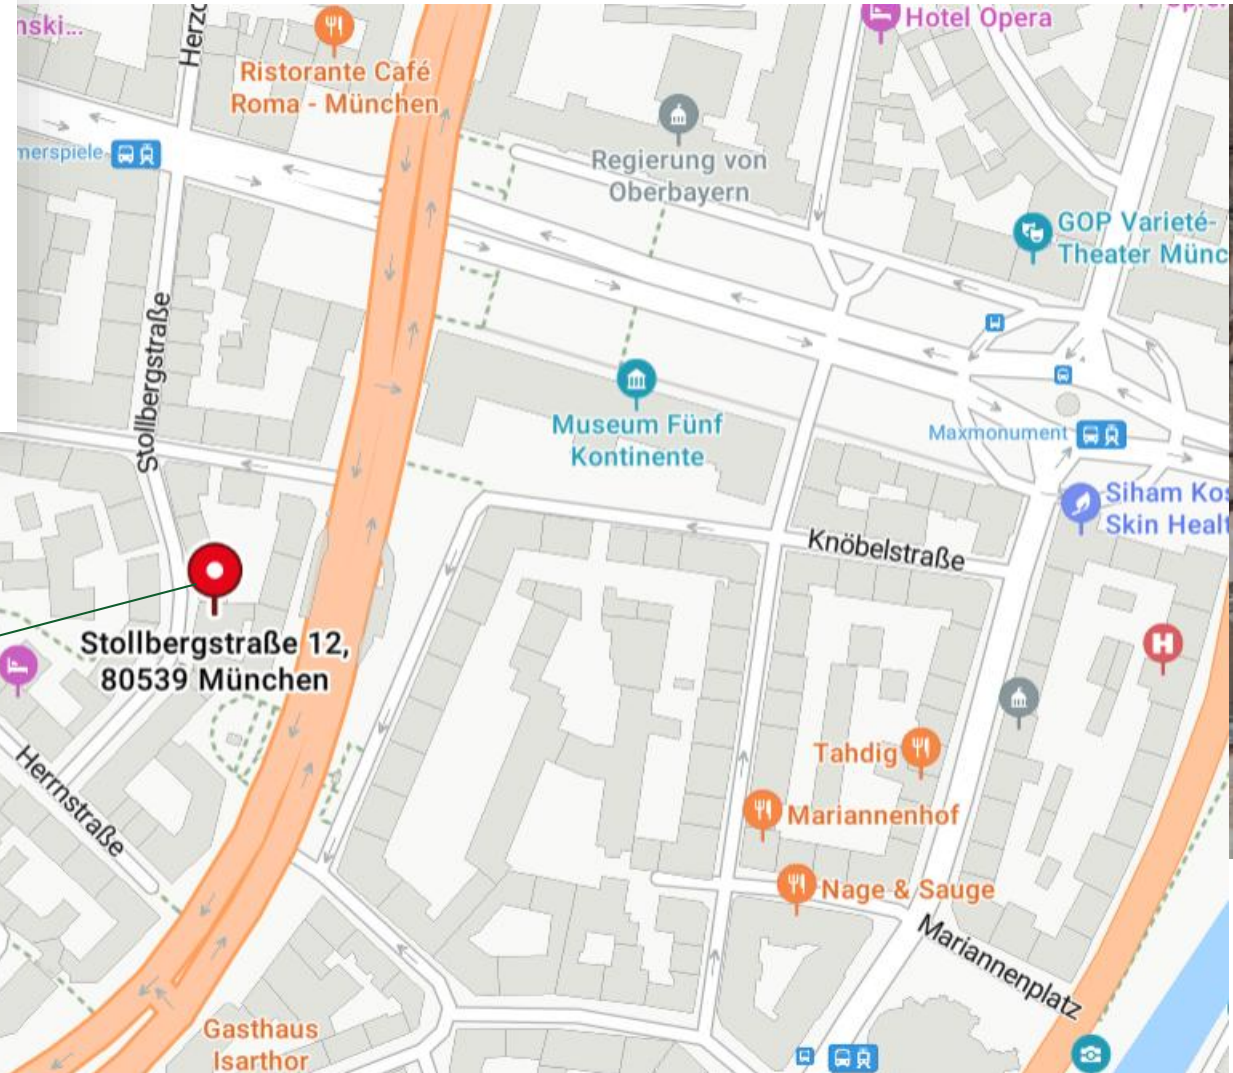 nski...
Herzo
Ristorante Café
Roma - München
Hotel Opera
merspiele
Regierung von
Oberbayern
GOP Varieté-
Theater Münc
Stollbergstraße
Museum Fünf
Kontinente
Maxmonument
Siham Kos
Skin Healt
Knöbelstraße
H
Stollbergstraße 12,
80539 München
Tahdig
Herrnstraße
Mariannenhof
Nage & Sauge
Mariannenplatz
Gasthaus
Isarthor